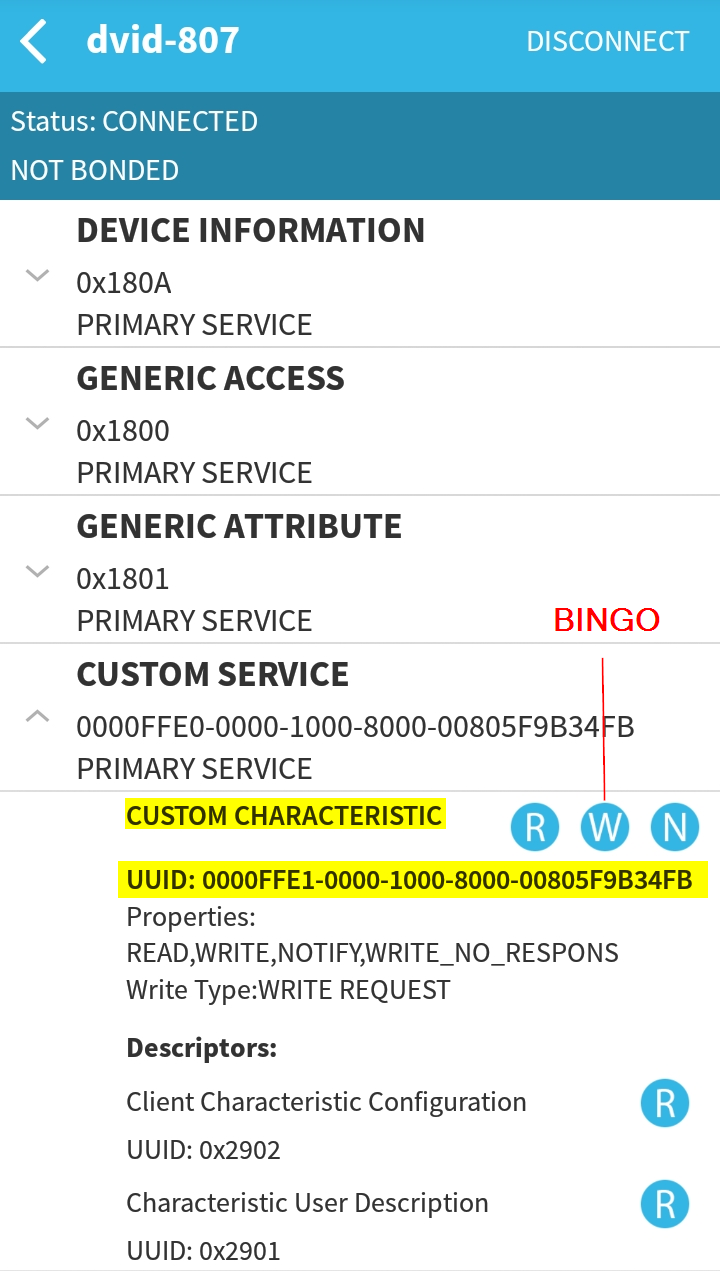 dvid-807
DISCONNECT
Status: CONNECTED
NOT BONDED
DEVICE INFORMATION
0x180A
PRIMARY SERVICE
GENERIC ACCESS
0x1800
PRIMARY SERVICE
GENERIC ATTRIBUTE
0x1801
PRIMARY SERVICE
BINGO
CUSTOM SERVICE
0000FFE0-0000-1000-8000-00805F9B34FB
PRIMARY SERVICE
CUSTOM CHARACTERISTIC
R W N
UUID: 0000FFE1-0000-1000-8000-00805F9B34FB
Properties:
READ,WRITE,NOTIFY,WRITE_NO_RESPONS
Write Type:WRITE REQUEST
Descriptors:
Client Characteristic Configuration
R
UUID: 0x2902
Characteristic User Description
R
UUID: 0x2901